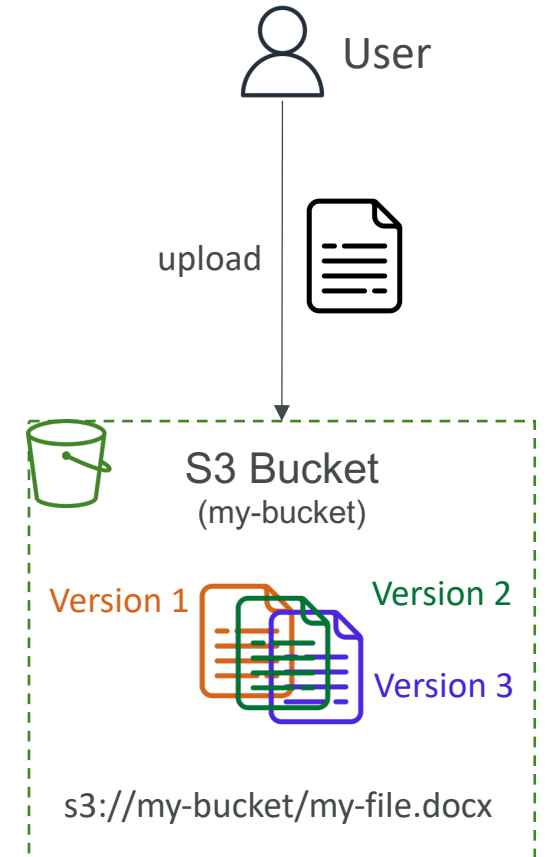 User
upload
S3 Bucket
(my-bucket)
Version 1
Version 2
Version 3
s3://my-bucket/my-file.docx